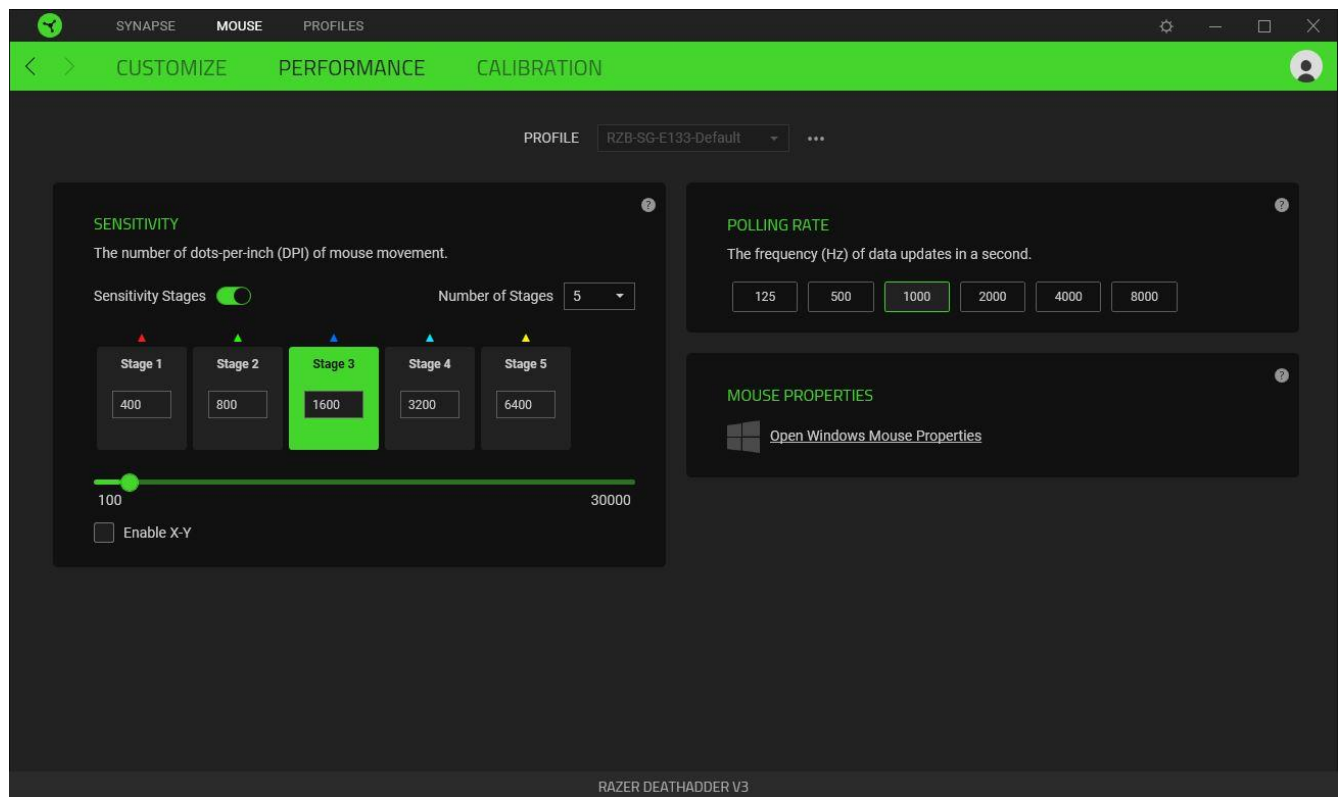 SYNAPSE MOUSE PROFILES
CUSTOMIZE PERFORMANCE CALIBRATION
PROFILE RZB-SG-E133-Default
SENSITIVITY
The number of dots-per-inch (DPI) of mouse movement.
Sensitivity Stages Number of Stages 5
Stage 1 Stage 2 Stage 3 Stage 4 Stage 5
400 800 1600 3200 6400
100 30000
Enable X-Y
POLLING RATE
The frequency (Hz) of data updates in a second.
125 500 1000 2000 4000 8000
MOUSE PROPERTIES
Open Windows Mouse Properties
RAZER DEATHADDER V3